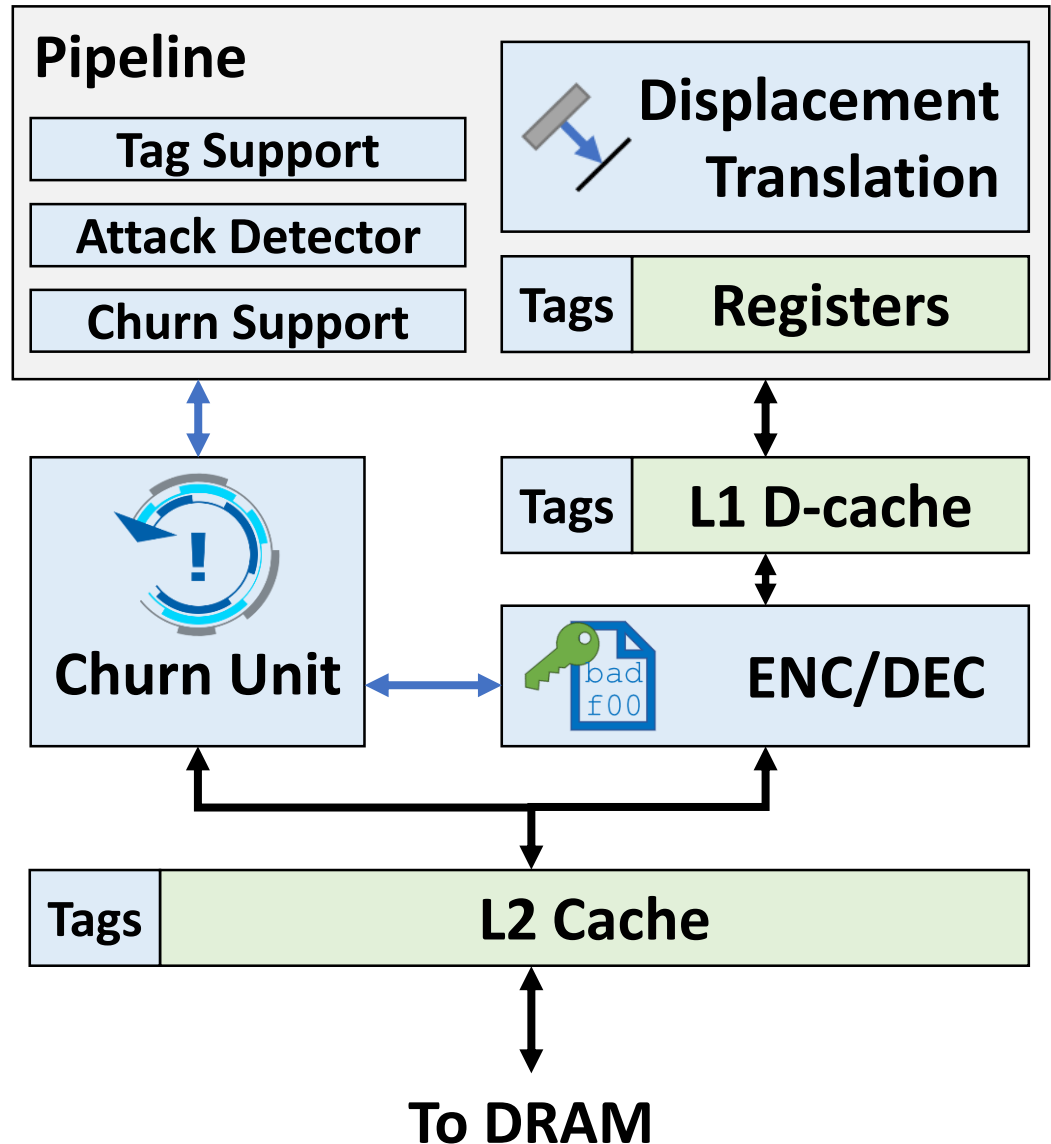 Pipeline
Tag Support
Attack Detector
Churn Support
Displacement
Translation
Tags
Registers
Tags
L1 D-cache
!
Churn Unit
bad
f00
ENC/DEC
Tags
L2 Cache
To DRAM